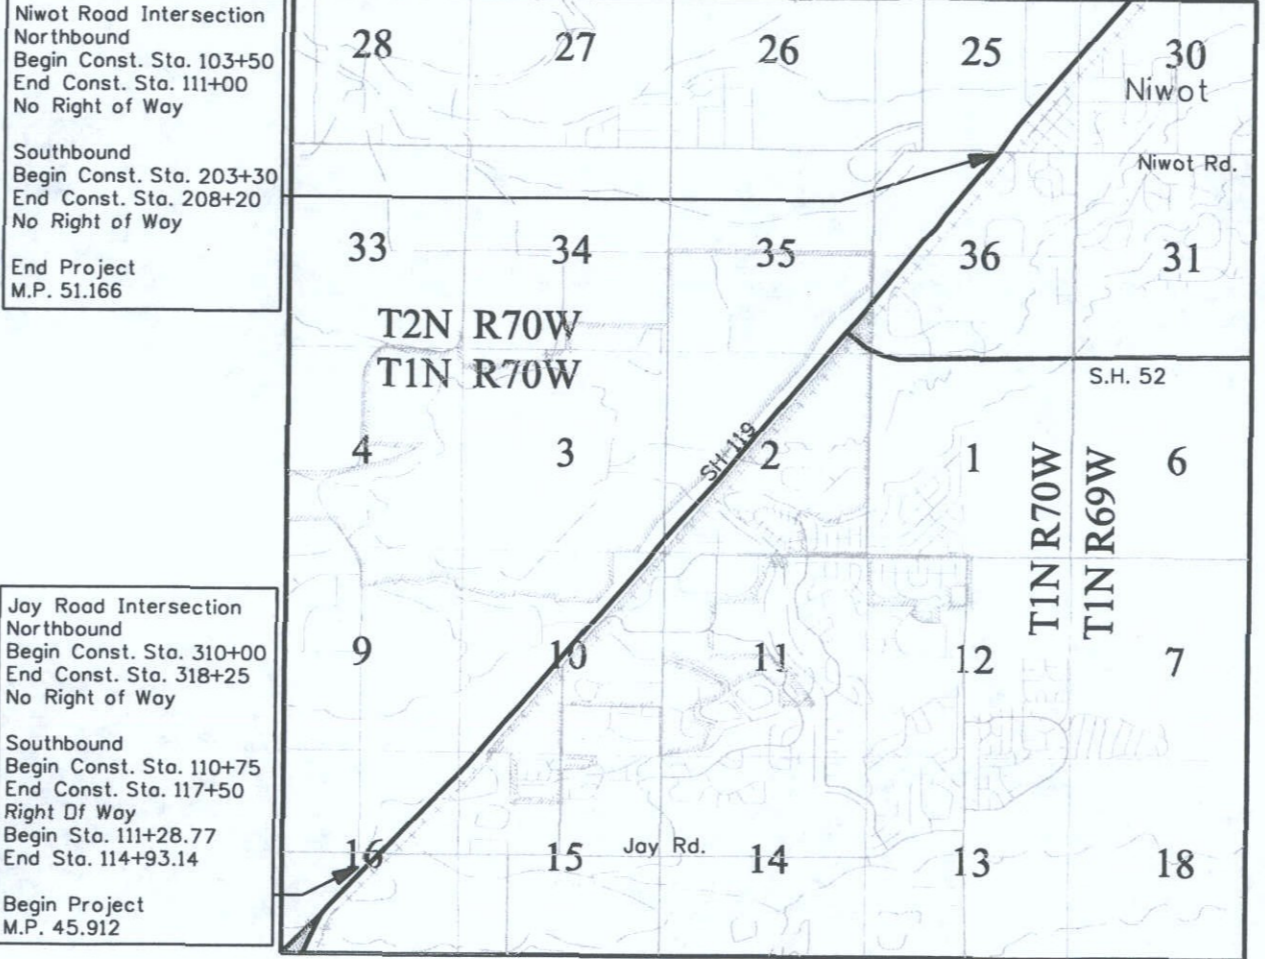 Niwot Road Intersection
Northbound
Begin Const. Sta. 103+50
End Const. Sta. 111+00
No Right of Way
Southbound
Begin Const. Sta. 203+30
End Const. Sta. 208+20
No Right of Way
End Project
M.P. 51.166
28 27 26 25 30
Niwot
Niwot Rd.
33 34 35 36 31
T2N R70W
T1N R70W
S.H. 52
SH 119
4 3 2 1 6
T1N R70W
T1N R69W
Jay Road Intersection
Northbound
Begin Const. Sta. 310+00
End Const. Sta. 318+25
No Right of Way
Southbound
Begin Const. Sta. 110+75
End Const. Sta. 117+50
Right Of Way
Begin Sta. 111+28.77
End Sta. 114+93.14
Begin Project
M.P. 45.912
9 10 11 12 7
Jay Rd.
16 15 14 13 18